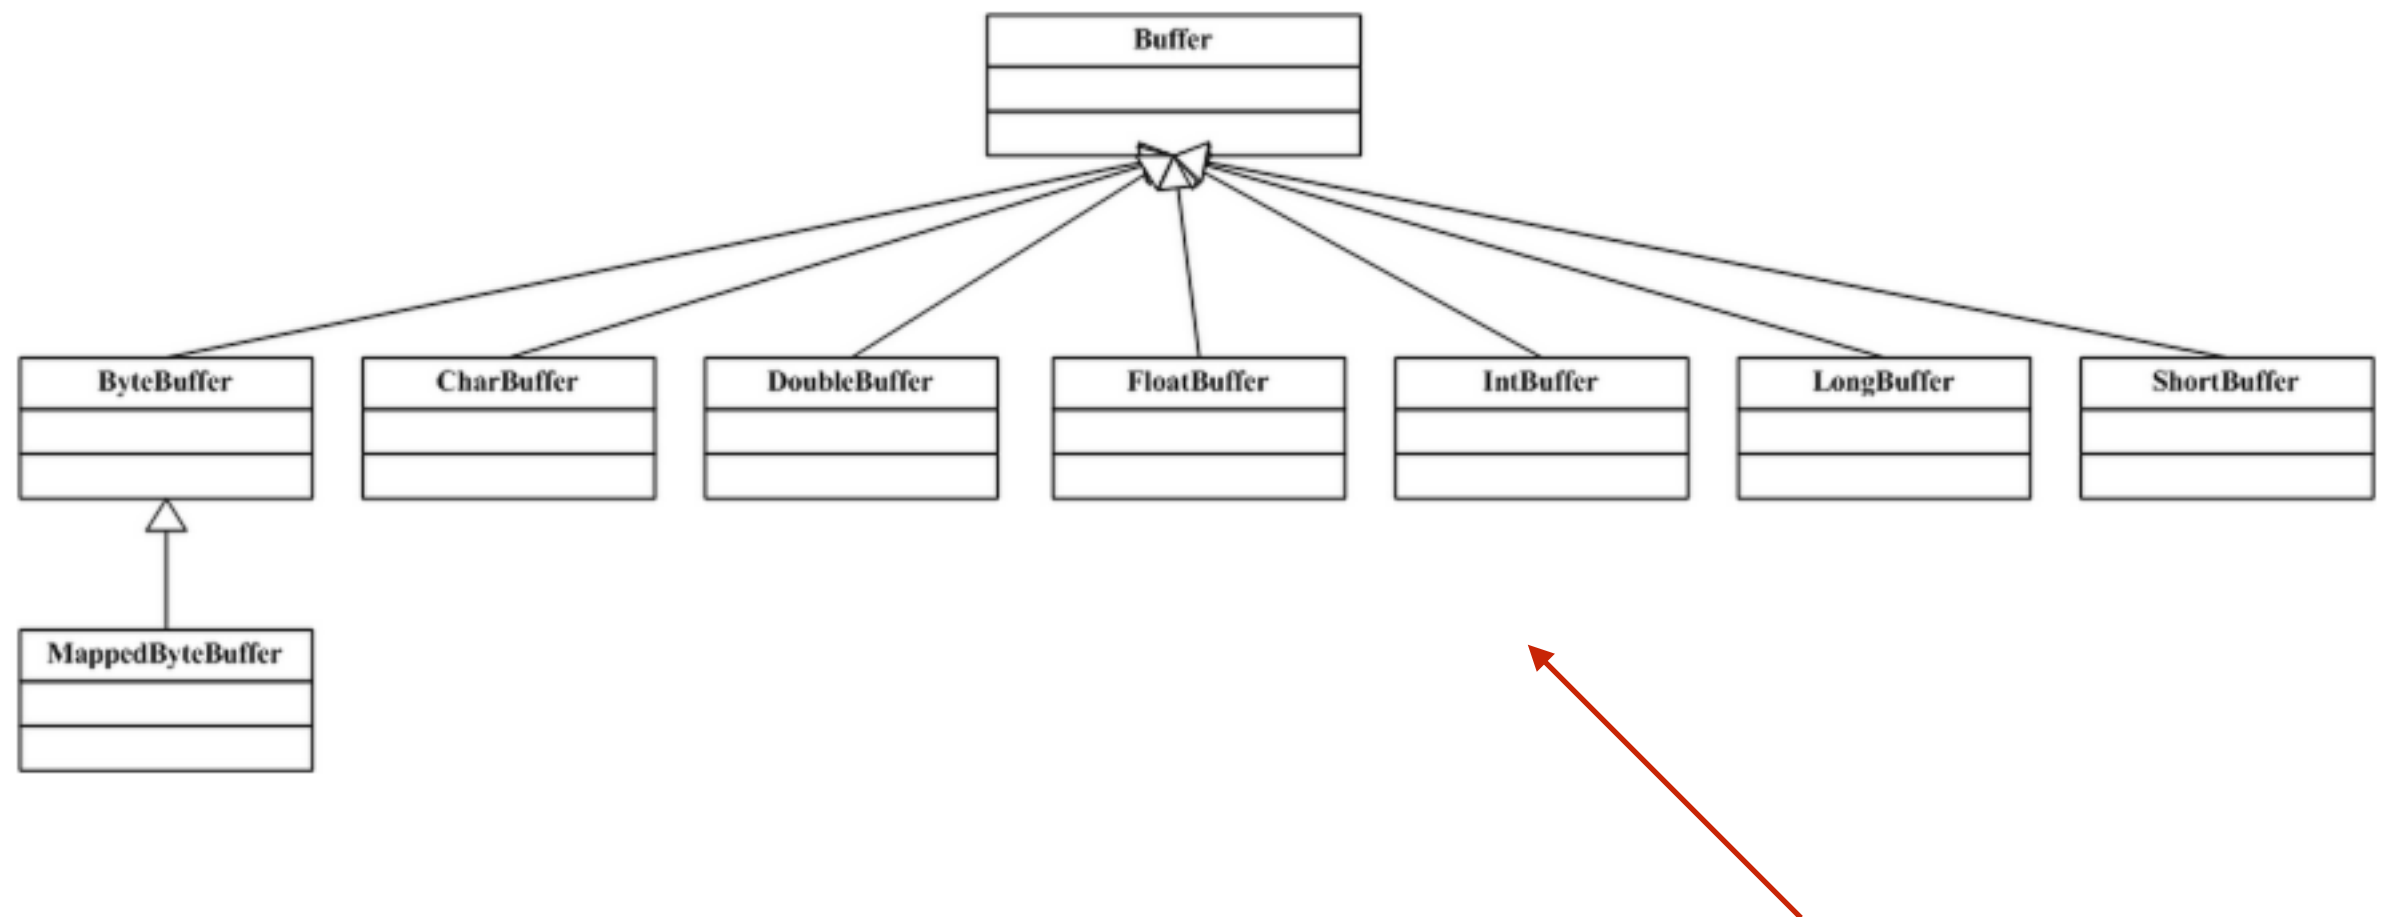 Buffer
ByteBuffer
CharBuffer
DoubleBuffer
FloatBuffer
IntBuffer
LongBuffer
ShortBuffer
MappedByteBuffer